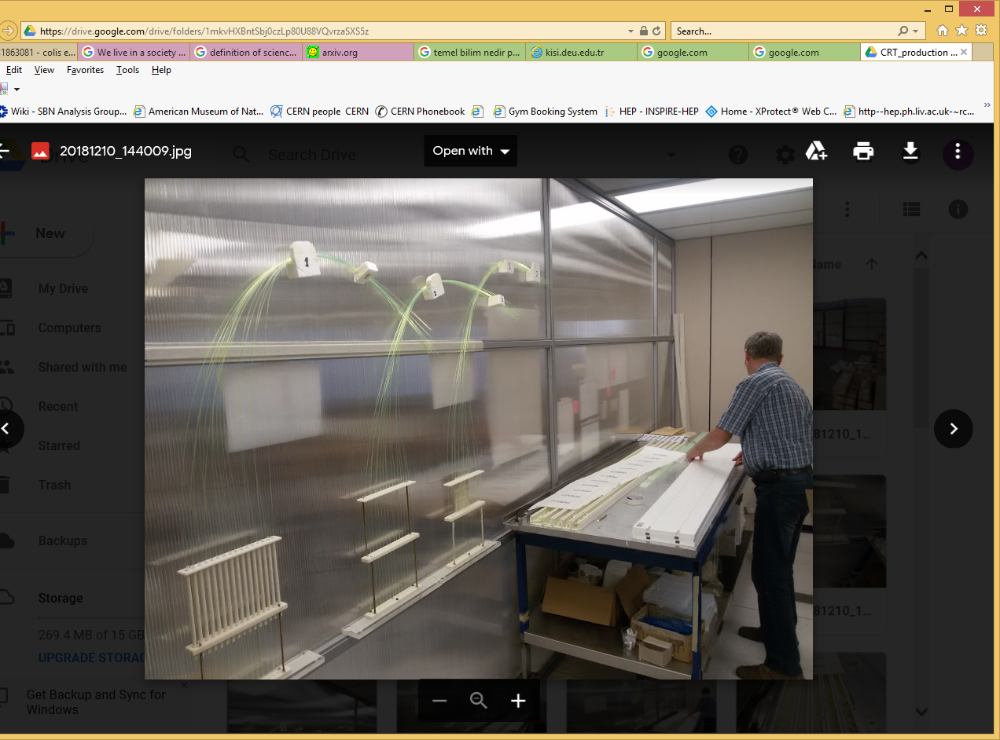 https://drive.google.com/drive/folders/1mkvHXBntSbj0czLp80U88VQvrzaSXS5z
Search...
1863081 - colis e...
We live in a society ...
definition of scienc...
arxiv.org
temel bilim nedir p...
kisi.deu.edu.tr
google.com
google.com
CRT_production ...
Edit View Favorites Tools Help
Wiki - SBN Analysis Group...
American Museum of Nat...
CERN people
CERN
CERN Phonebook
Gym Booking System
HEP - INSPIRE-HEP
Home - XProtect® Web C...
http--hep.ph.liv.ac.uk-~rc...
20181210_144009.jpg
Drive
Search Drive
Open with
New
My Drive
Computers
Shared with me
Recent
Starred
Trash
Backups
Storage
269.4 MB of 15 GB
UPGRADE STORAG
Get Backup and Sync for
Windows
Name
1
81210_1...
81210_1...